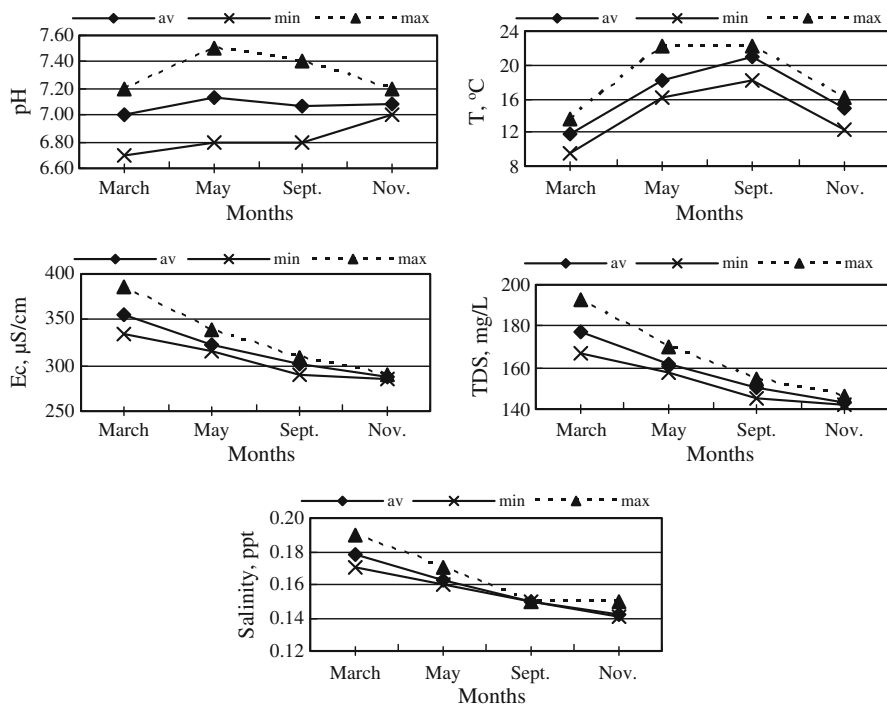 av min max
7.60
7.40
7.20
7.00
6.80
6.60
pH
March May Sept. Nov.
Months
av min max
24
20
16
12
8
T, ºC
March May Sept. Nov.
Months
av min max
400
350
300
250
Ec, µS/cm
March May Sept. Nov.
Months
av min max
200
180
160
140
TDS, mg/L
March May Sept. Nov.
Months
av min max
0.20
0.18
0.16
0.14
0.12
Salinity, ppt
March May Sept. Nov.
Months